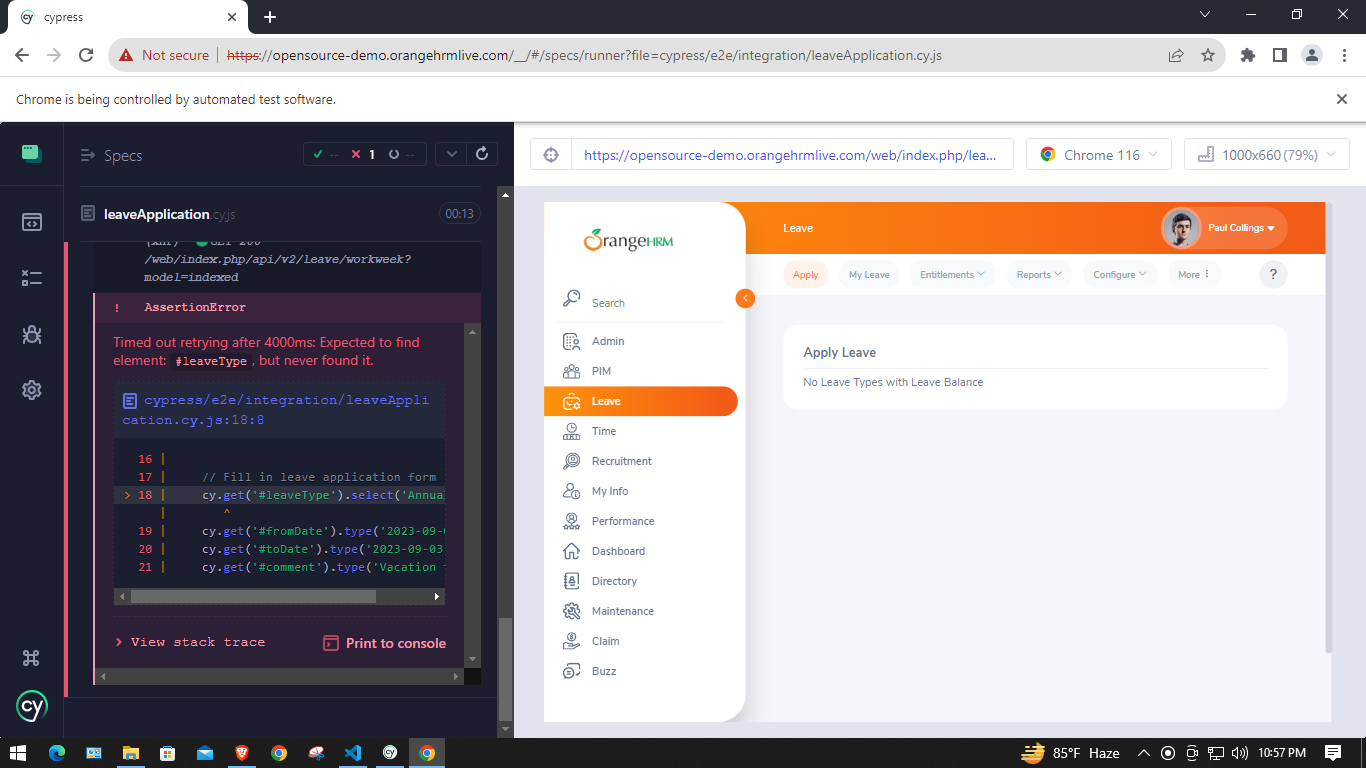 cypress
Not secure
https://opensource-demo.orangehrmlive.com/__/#/specs/runner?file=cypress/e2e/integration/leaveApplication.cy.js
Chrome is being controlled by automated test software.
Specs
--
1
--
leaveApplication.cy.js
00:13
(xhr) GET 200
/web/index.php/api/v2/leave/workweek?
model=indexed
! AssertionError
Timed out retrying after 4000ms: Expected to find
element: #leaveType, but never found it.
cypress/e2e/integration/leaveAppli
cation.cy.js:18:8
16 |
17 | // Fill in leave application form
> 18 | cy.get('#leaveType').select('Annua
| ^
19 | cy.get('#fromDate').type('2023-09-
20 | cy.get('#toDate').type('2023-09-03
21 | cy.get('#comment').type('Vacation
> View stack trace
Print to console
cy
https://opensource-demo.orangehrmlive.com/web/index.php/lea...
Chrome 116
1000x660 (79%)
OrangeHRM
Search
Admin
PIM
Leave
Time
Recruitment
My Info
Performance
Dashboard
Directory
Maintenance
Claim
Buzz
Leave
Paul Collings
Apply
My Leave
Entitlements
Reports
Configure
More
?
Apply Leave
No Leave Types with Leave Balance
85°F Haze
10:57 PM